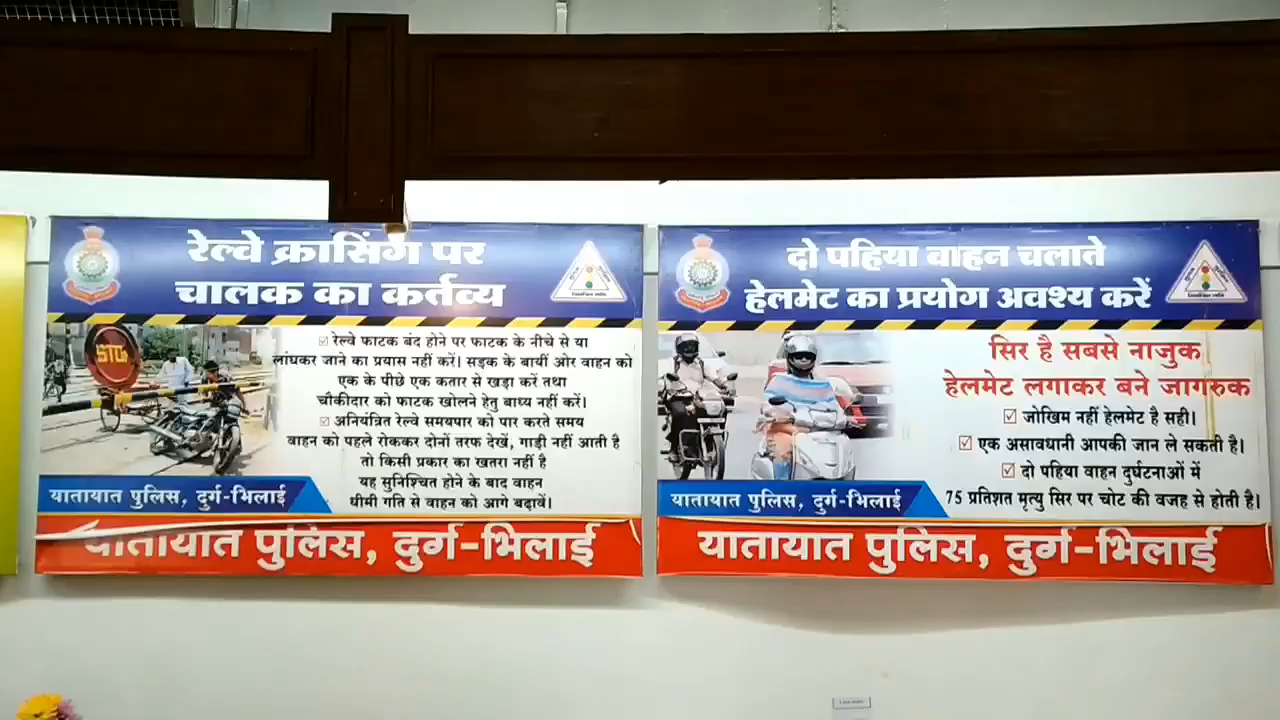 रेल्वे क्रासिंग पर
चालक का कर्तव्य
STOP
रेल्वे फाटक बंद होने पर फाटक के नीचे से या
लांघकर जाने का प्रयास नहीं करें। सड़क के बायीं ओर वाहन को
एक के पीछे एक कतार से खड़ा करें तथा
चौकीदार को फाटक खोलने हेतु बाध्य नहीं करें।
अनियंत्रित रेल्वे समयपार को पार करते समय
वाहन को पहले रोककर दोनों तरफ देखें, गाड़ी नहीं आती है
तो किसी प्रकार का खतरा नहीं है
यह सुनिश्चित होने के बाद वाहन
धीमी गति से वाहन को आगे बढ़ावें।
यातायात पुलिस, दुर्ग-भिलाई
यातायात पुलिस, दुर्ग-भिलाई
दो पहिया वाहन चलाते
हेलमेट का प्रयोग अवश्य करें
सिर है सबसे नाजुक
हेलमेट लगाकर बने जागरुक
जोखिम नहीं हेलमेट है सही।
एक असावधानी आपकी जान ले सकती है।
दो पहिया वाहन दुर्घटनाओं में
75 प्रतिशत मृत्यु सिर पर चोट की वजह से होती है।
यातायात पुलिस, दुर्ग-भिलाई
यातायात पुलिस, दुर्ग-भिलाई